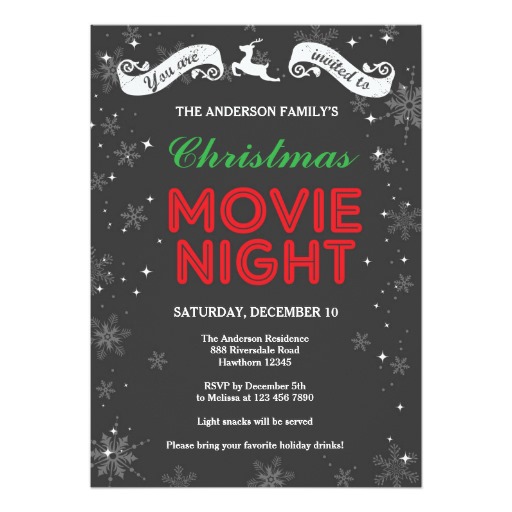 You are invited to
THE ANDERSON FAMILY'S
Christmas
MOVIE
NIGHT
SATURDAY, DECEMBER 10
The Anderson Residence
888 Riversdale Road
Hawthorn 12345
RSVP by December 5th
to Melissa at 123 456 7890
Light snacks will be served
Please bring your favorite holiday drinks!